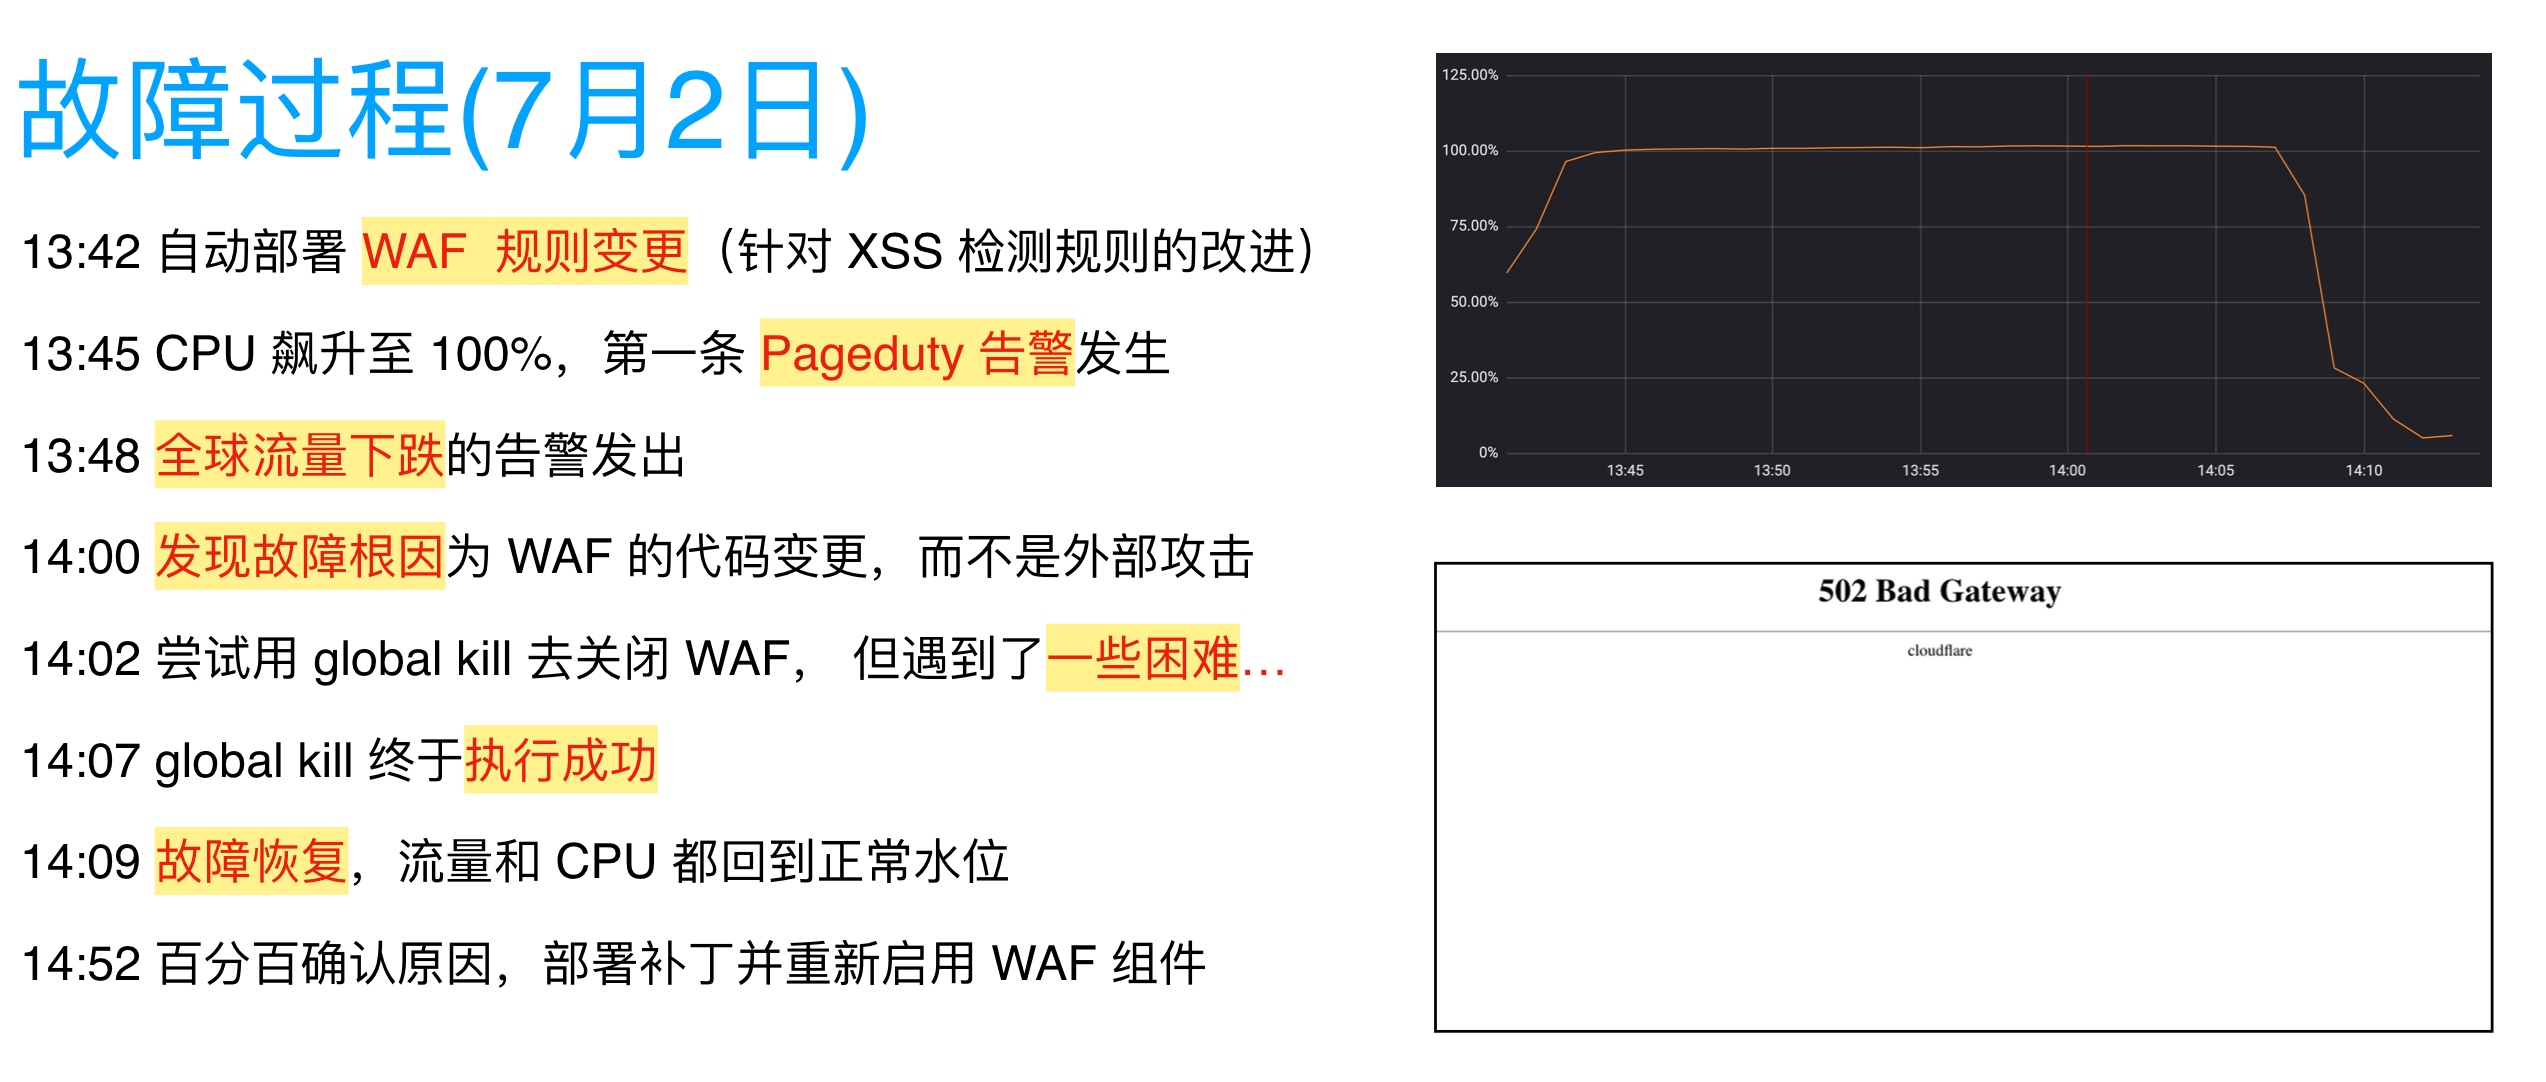 故障过程(7月2日)
13:42 自动部署 WAF 规则变更（针对 XSS 检测规则的改进）
13:45 CPU 飙升至 100%，第一条 Pageduty 告警发生
13:48 全球流量下跌的告警发出
14:00 发现故障根因为 WAF 的代码变更，而不是外部攻击
14:02 尝试用 global kill 去关闭 WAF， 但遇到了一些困难…
14:07 global kill 终于执行成功
14:09 故障恢复，流量和 CPU 都回到正常水位
14:52 百分百确认原因，部署补丁并重新启用 WAF 组件
125.00%
100.00%
75.00%
50.00%
25.00%
0%
13:45 13:50 13:55 14:00 14:05 14:10
502 Bad Gateway
cloudflare